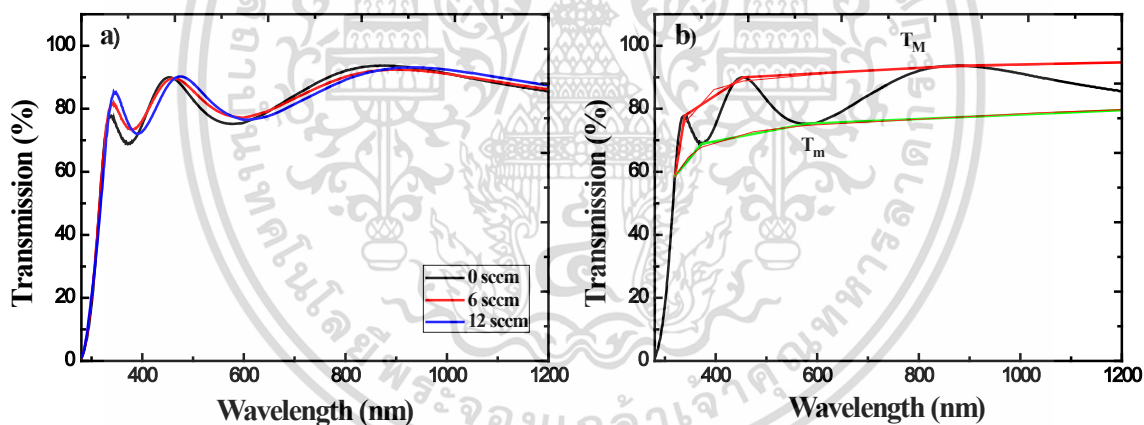 a)
Transmission (%)
100
80
60
40
20
0
0 sccm
6 sccm
12 sccm
400 600 800 1000 1200
Wavelength (nm)
b)
T_M
T_m
Transmission (%)
100
80
60
40
20
0
400 600 800 1000 1200
Wavelength (nm)